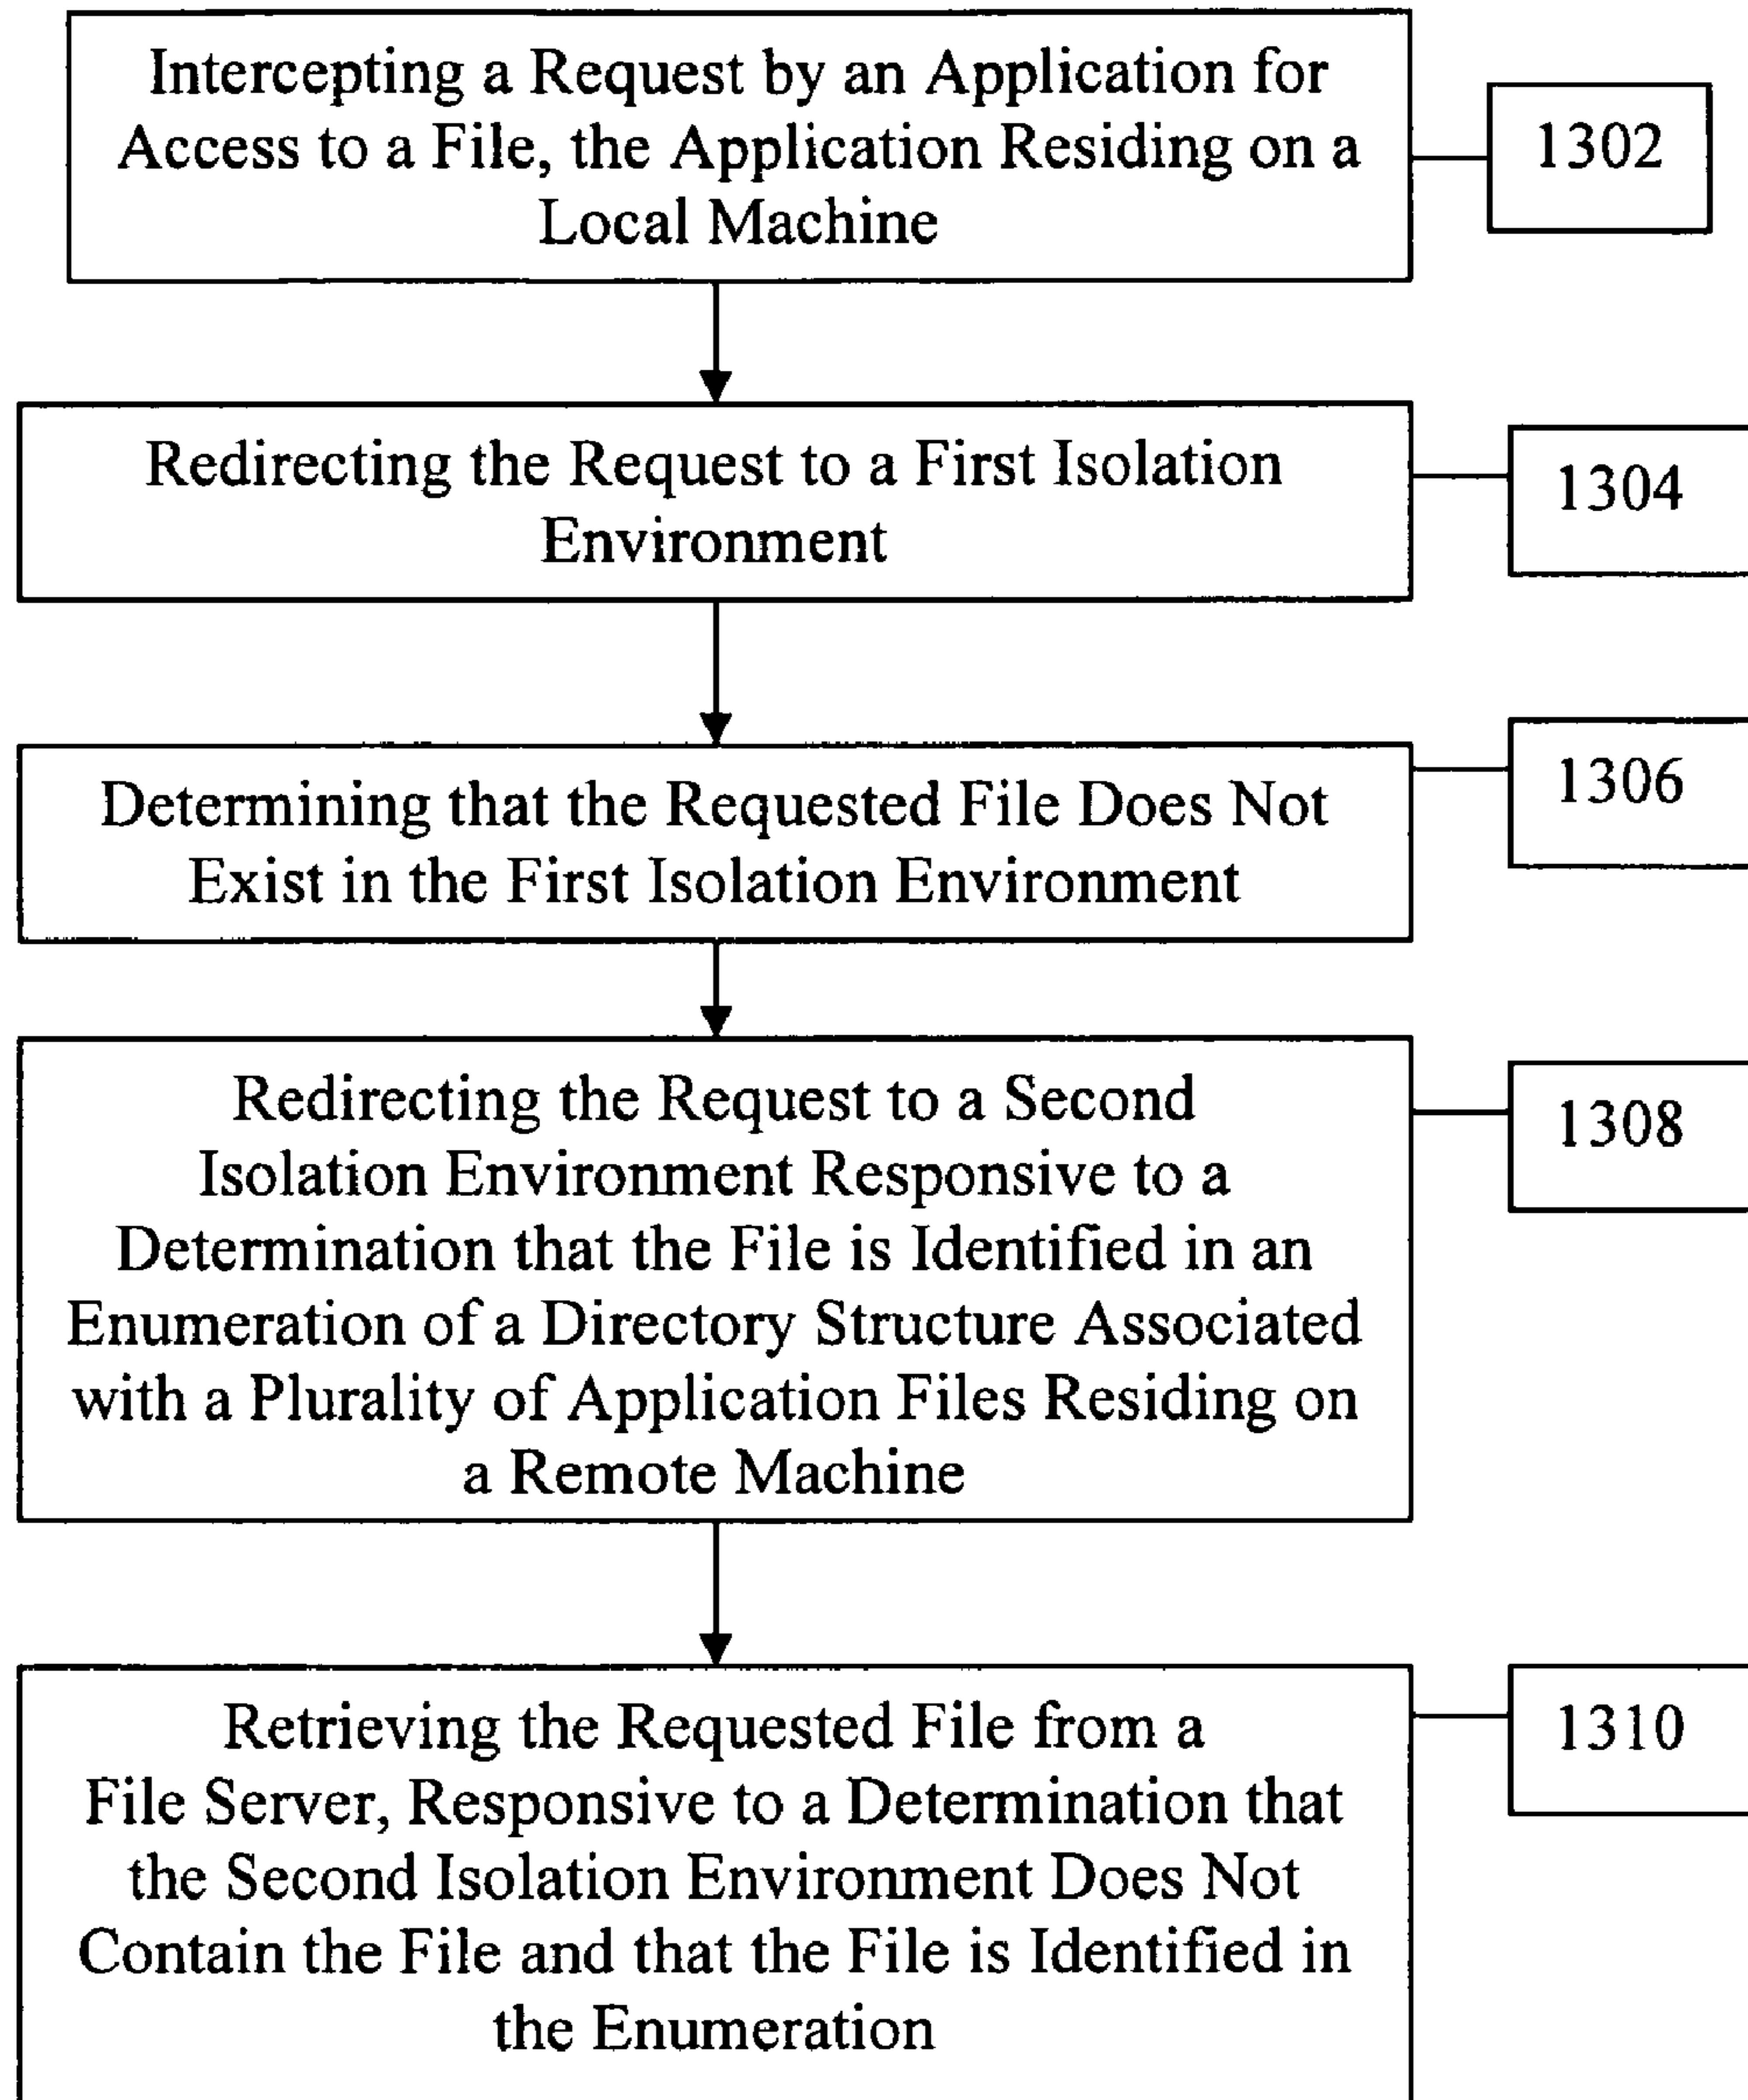 Intercepting a Request by an Application for
Access to a File, the Application Residing on a
Local Machine
1302
Redirecting the Request to a First Isolation
Environment
1304
Determining that the Requested File Does Not
Exist in the First Isolation Environment
1306
Redirecting the Request to a Second
Isolation Environment Responsive to a
Determination that the File is Identified in an
Enumeration of a Directory Structure Associated
with a Plurality of Application Files Residing on
a Remote Machine
1308
Retrieving the Requested File from a
File Server, Responsive to a Determination that
the Second Isolation Environment Does Not
Contain the File and that the File is Identified in
the Enumeration
1310